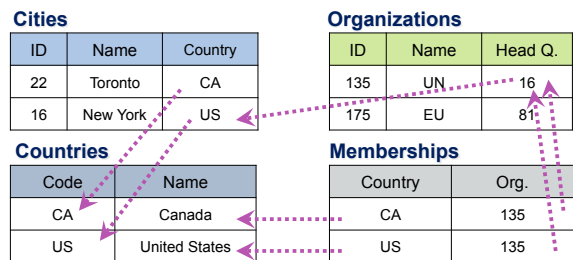 Cities
ID Name Country
22 Toronto CA
16 New York US
Organizations
ID Name Head Q.
135 UN 16
175 EU 81
Countries
Code Name
CA Canada
US United States
Memberships
Country Org.
CA 135
US 135